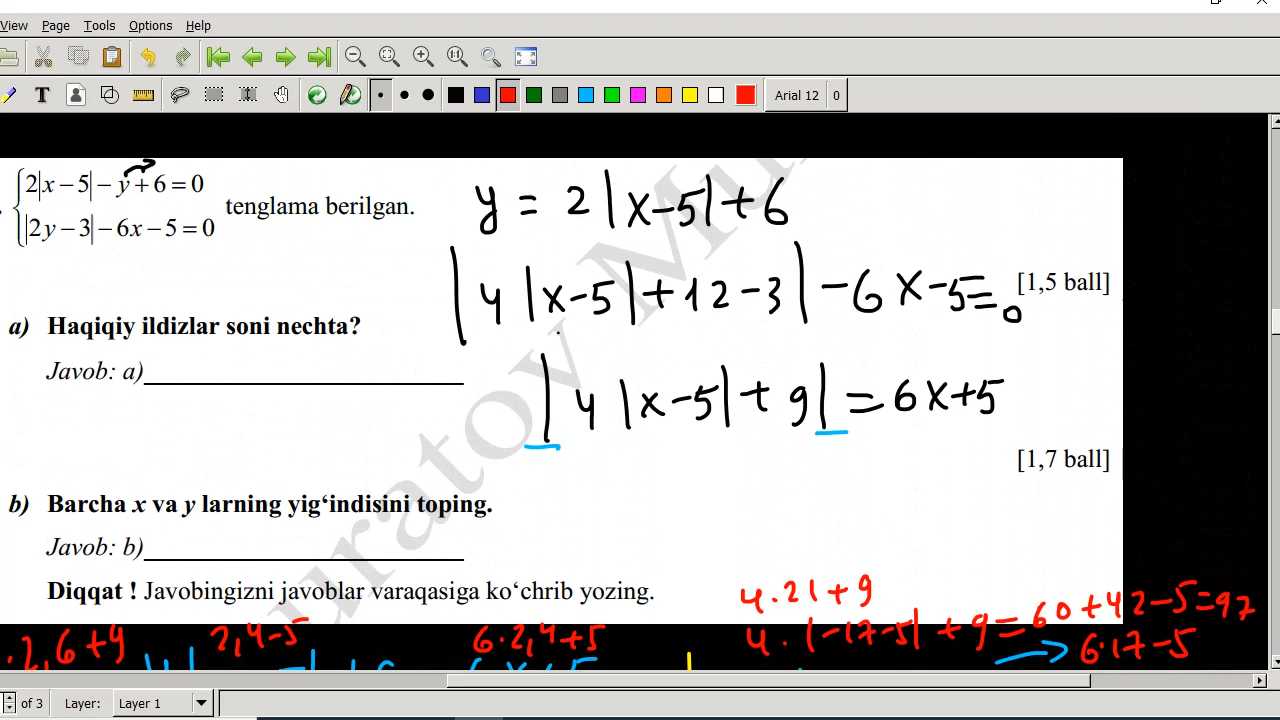 View Page Tools Options Help
T Arial 12 0
2|x − 5| − y + 6 = 0
|2y − 3| − 6x − 5 = 0
tenglama berilgan.
y = 2|x-5|+6
|4|x-5|+12-3|-6x-5=0
[1,5 ball]
a) Haqiqiy ildizlar soni nechta?
Javob: a)
|4|x-5|+9|=6x+5
[1,7 ball]
b) Barcha x va y larning yig‘indisini toping.
Javob: b)
Diqqat ! Javobingizni javoblar varaqasiga ko‘chrib yozing.
4·21+9
4·|-17-5|+9=60+42-5=97
6·17-5
·2,6+9
2,4-5
6·2,4+5
of 3 Layer: Layer 1